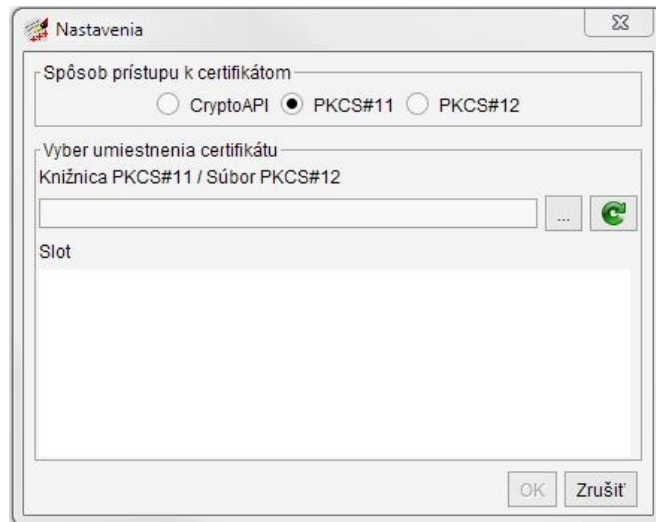 Nastavenia
Spôsob prístupu k certifikátom
CryptoAPI PKCS#11 PKCS#12
Vyber umiestnenia certifikátu
Knižnica PKCS#11 / Súbor PKCS#12
...
Slot
OK Zrušiť